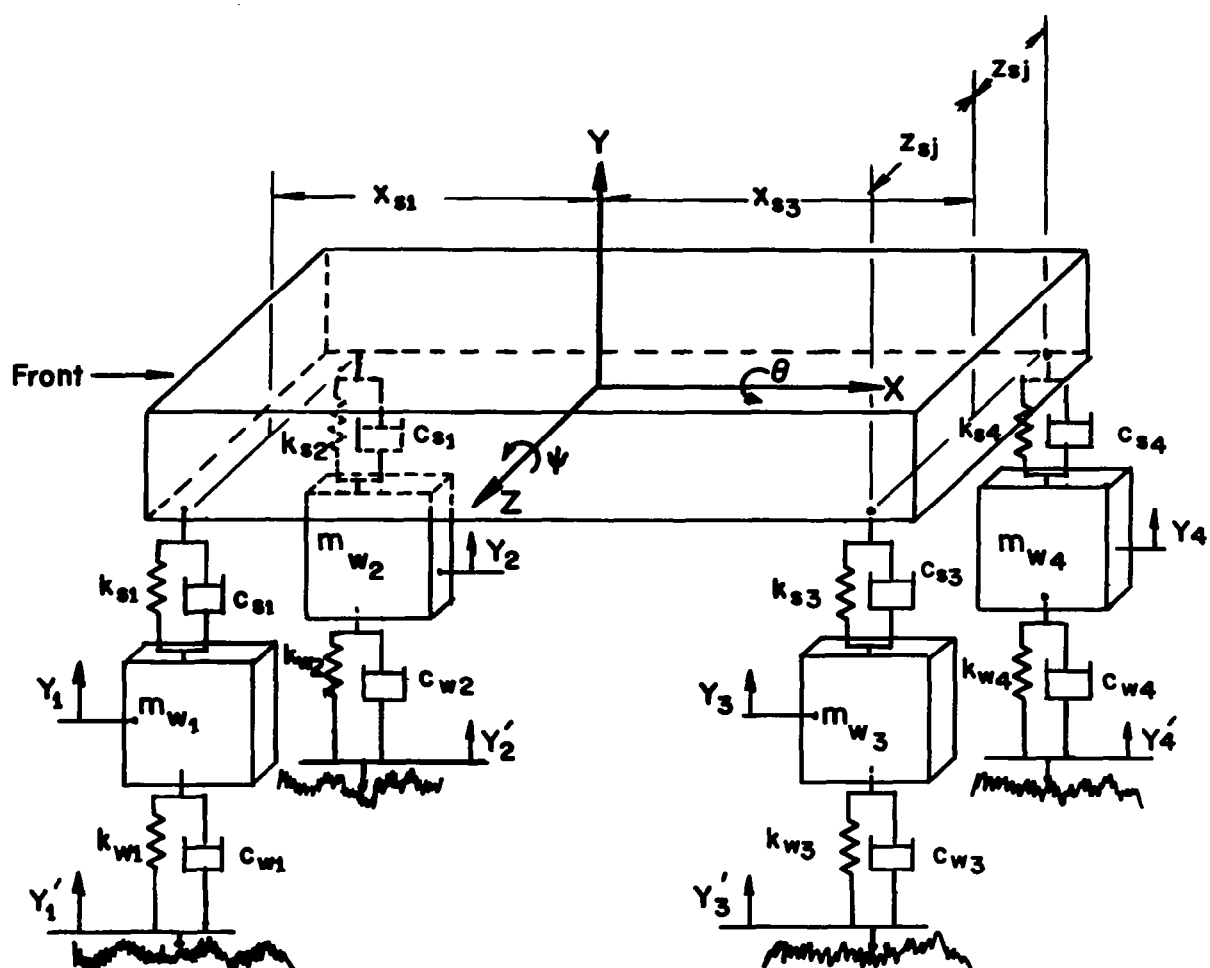 Zsj
Zsj
Y
Xs1
Xs3
Front
θ
X
ks2
cs1
ψ
Z
ks4
cs4
mw2
Y2
mw4
Y4
ks1
cs1
ks3
cs3
kw2
cw2
kw4
cw4
Y1
mw1
Y3
mw3
Y2′
Y4′
kw1
cw1
kw3
cw3
Y1′
Y3′